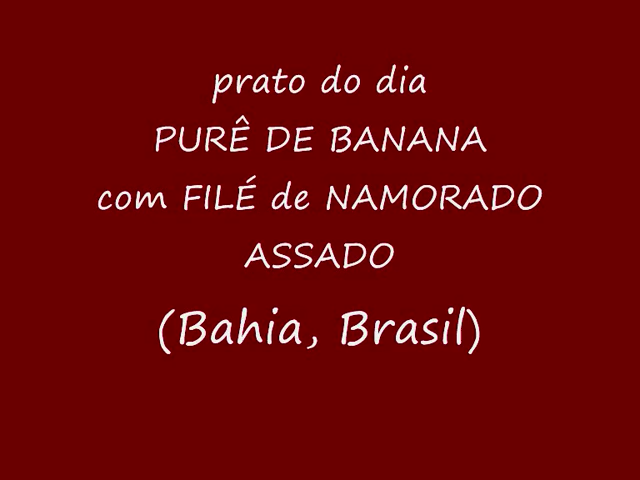 prato do dia
PURÊ DE BANANA
com FILÉ de NAMORADO
ASSADO
(Bahia, Brasil)